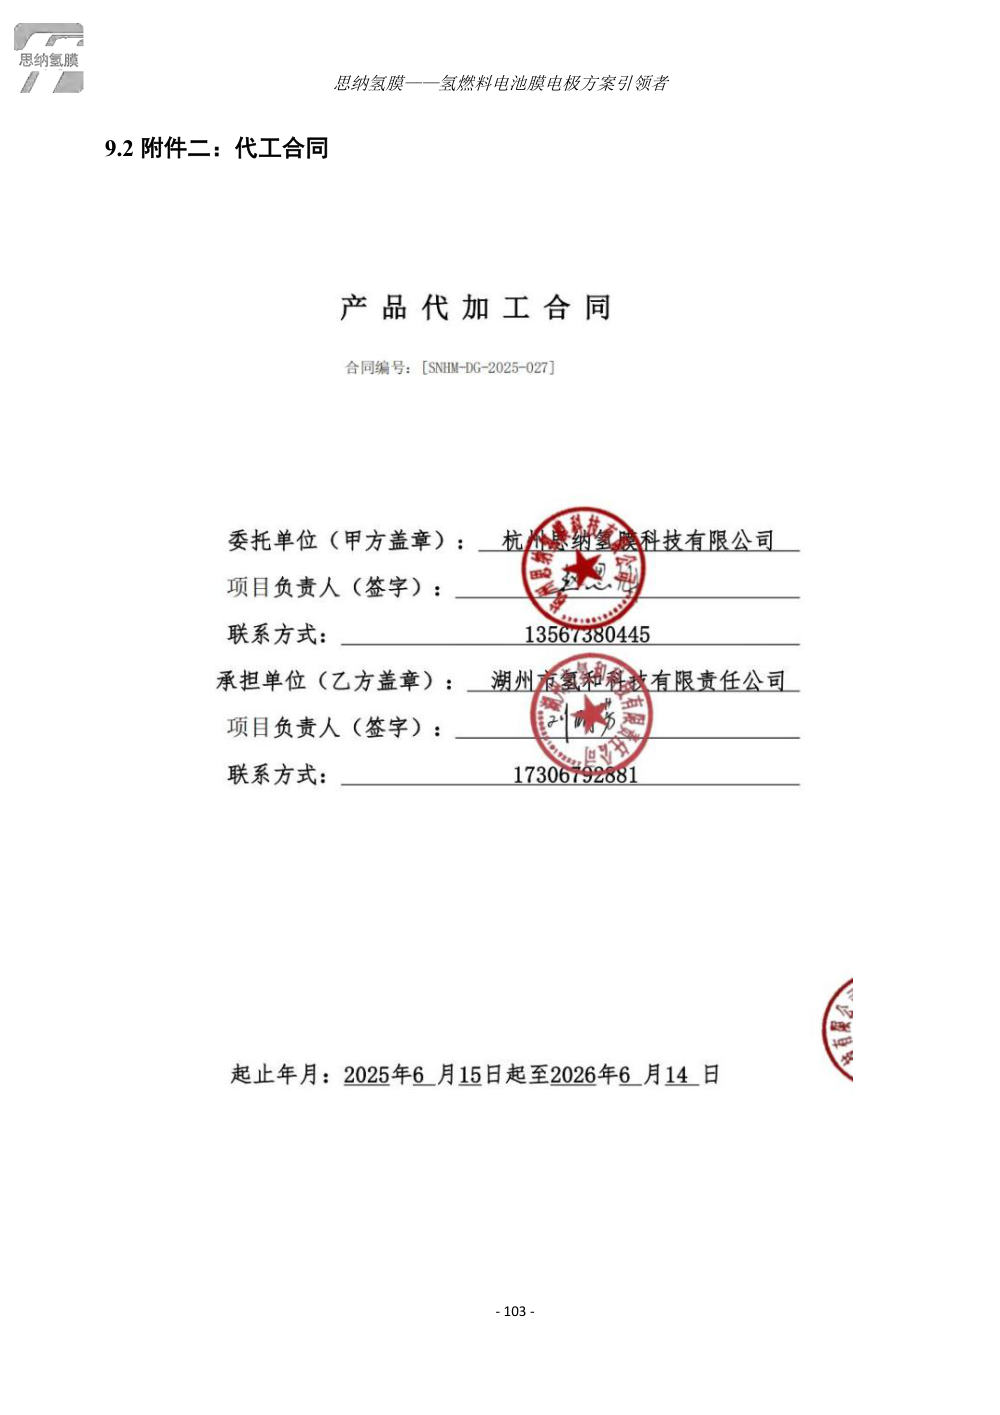 思纳氢膜
思纳氢膜——氢燃料电池膜电极方案引领者
9.2 附件二：代工合同
产品代加工合同
合同编号：[SNHM-DG-2025-027]
委托单位（甲方盖章）：杭州思纳氢膜科技有限公司
项目负责人（签字）：
联系方式：13567380445
承担单位（乙方盖章）：湖州市氢和科技有限责任公司
项目负责人（签字）：
联系方式：17306792881
起止年月：2025年6 月15日起至2026年6 月14 日
- 103 -